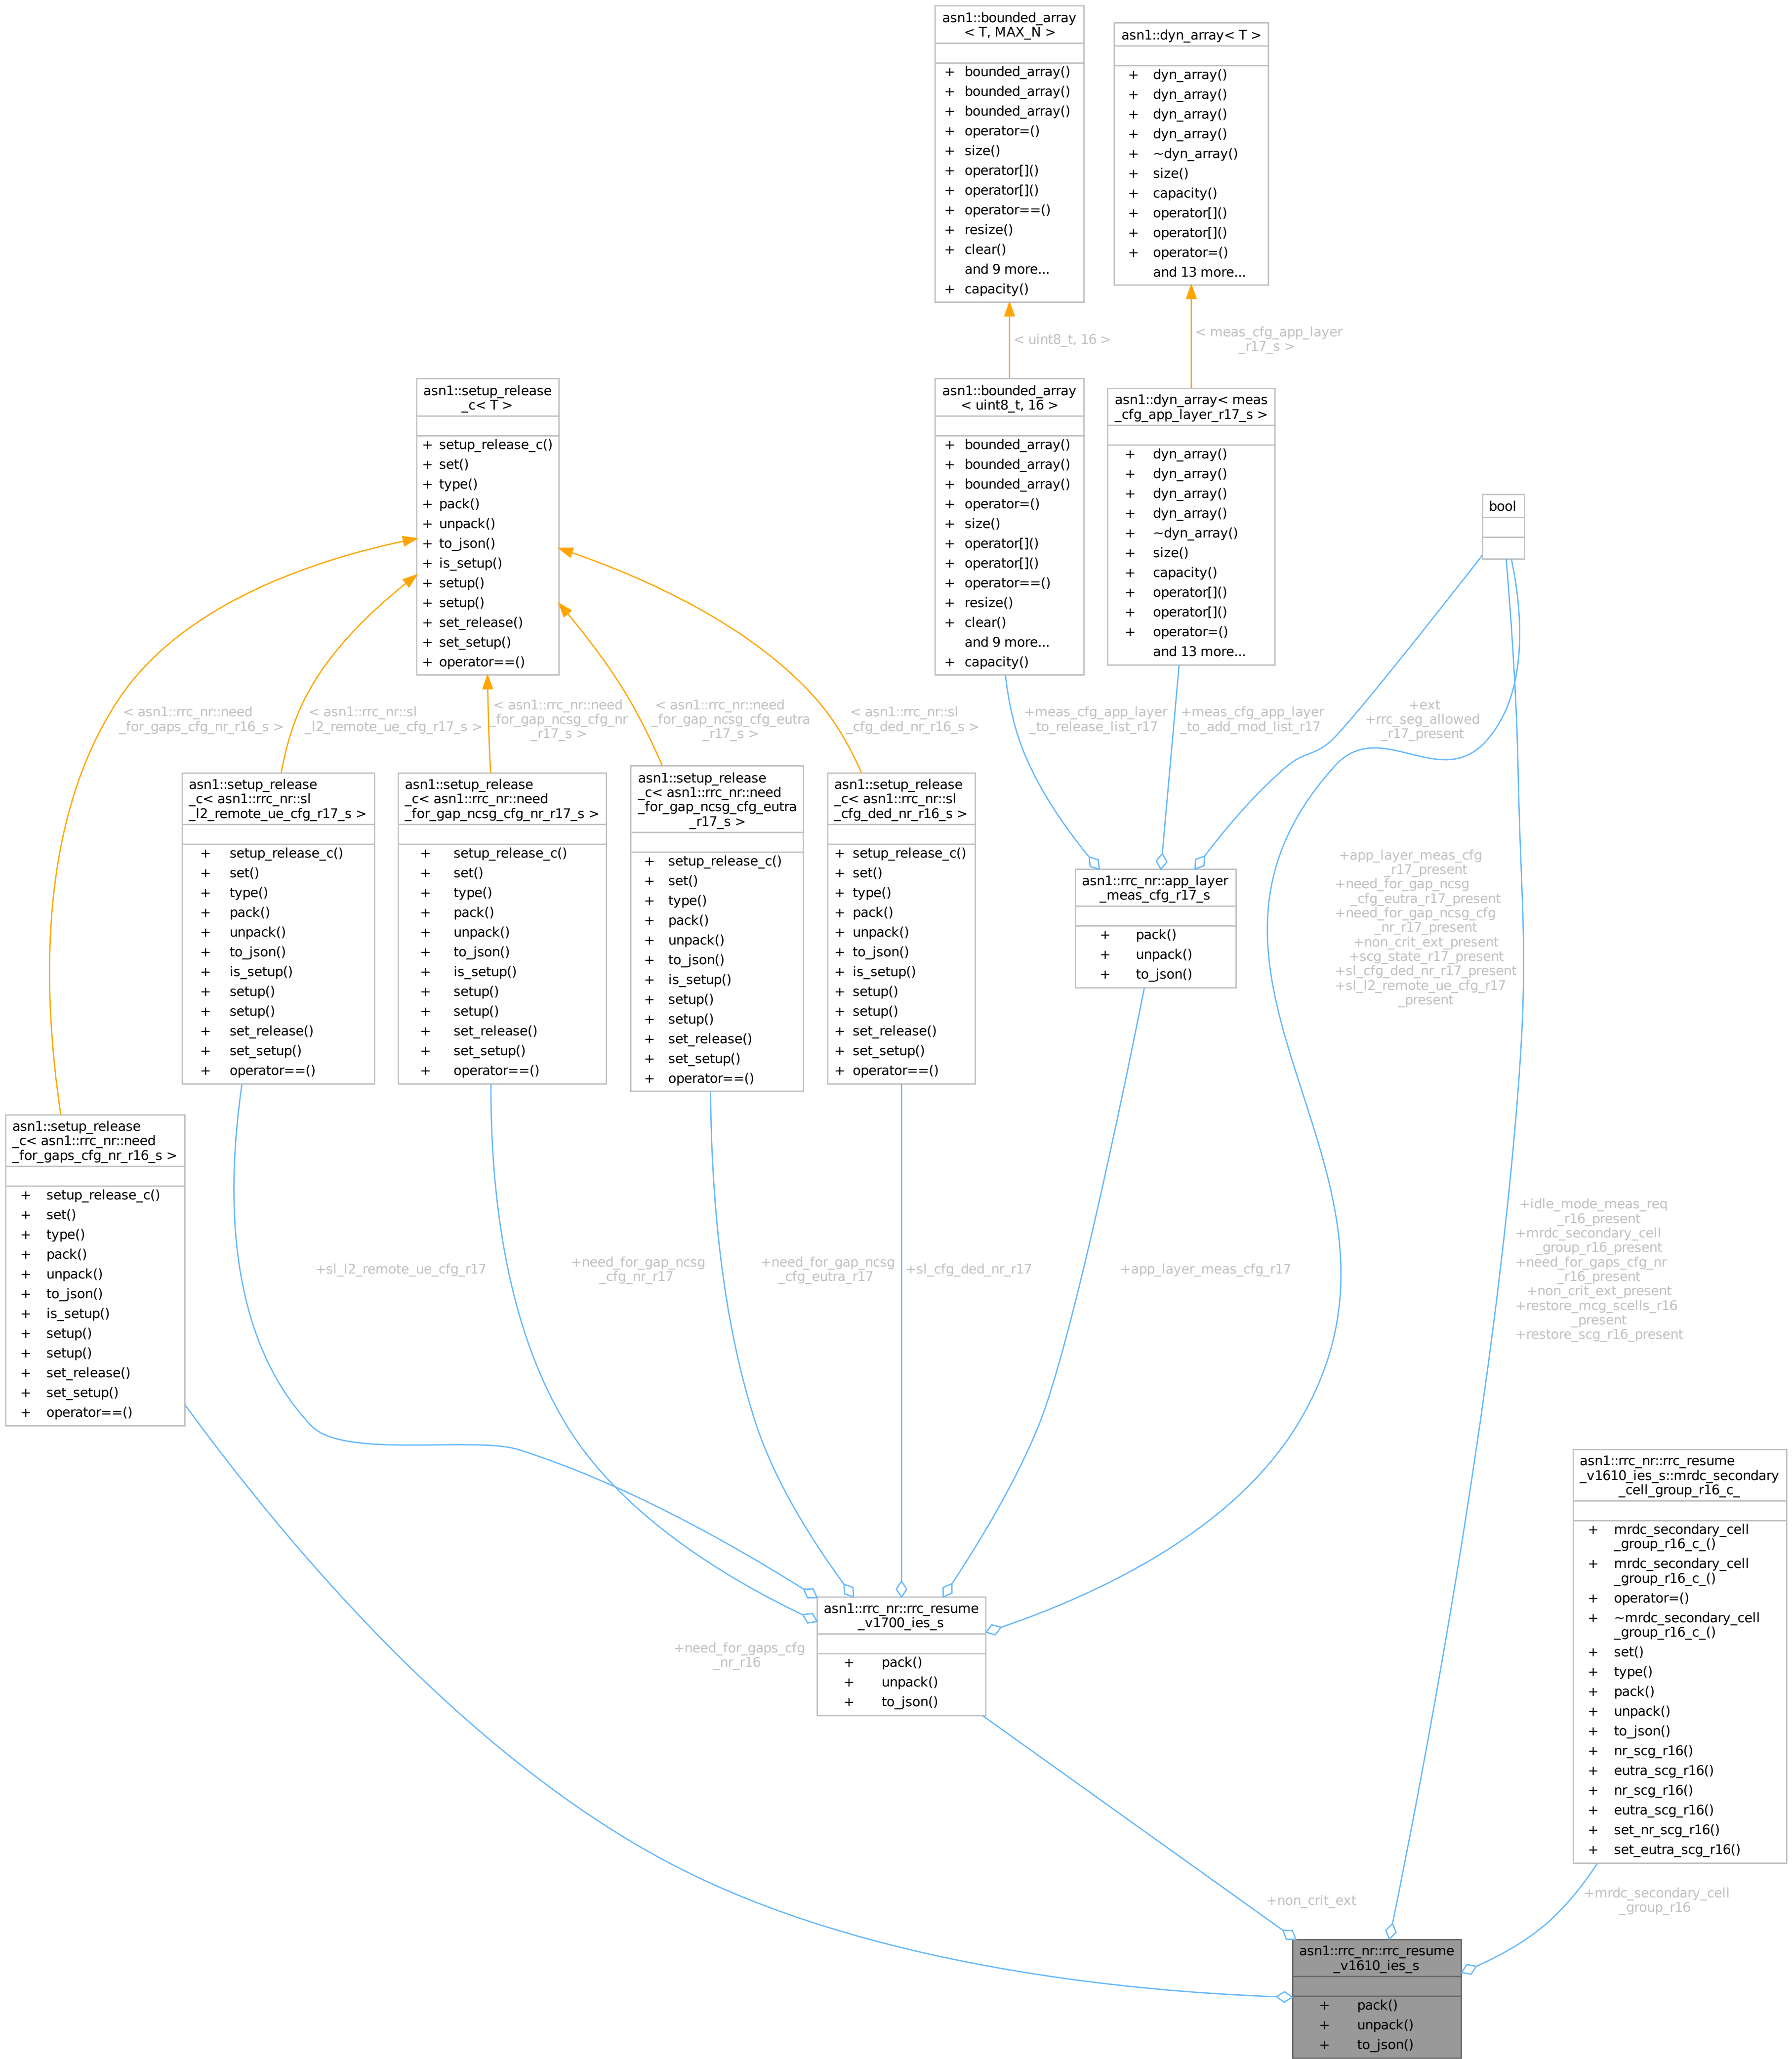 asn1::bounded_array
< T, MAX_N >
+ bounded_array()
+ bounded_array()
+ bounded_array()
+ operator=()
+ size()
+ operator[]()
+ operator[]()
+ operator==()
+ resize()
+ clear()
and 9 more...
+ capacity()
asn1::dyn_array< T >
+ dyn_array()
+ dyn_array()
+ dyn_array()
+ dyn_array()
+ ~dyn_array()
+ size()
+ capacity()
+ operator[]()
+ operator[]()
+ operator=()
and 13 more...
< uint8_t, 16 >
< meas_cfg_app_layer
_r17_s >
asn1::setup_release
_c< T >
+ setup_release_c()
+ set()
+ type()
+ pack()
+ unpack()
+ to_json()
+ is_setup()
+ setup()
+ setup()
+ set_release()
+ set_setup()
+ operator==()
asn1::bounded_array
< uint8_t, 16 >
+ bounded_array()
+ bounded_array()
+ bounded_array()
+ operator=()
+ size()
+ operator[]()
+ operator[]()
+ operator==()
+ resize()
+ clear()
and 9 more...
+ capacity()
asn1::dyn_array< meas
_cfg_app_layer_r17_s >
+ dyn_array()
+ dyn_array()
+ dyn_array()
+ dyn_array()
+ ~dyn_array()
+ size()
+ capacity()
+ operator[]()
+ operator[]()
+ operator=()
and 13 more...
bool
< asn1::rrc_nr::need
_for_gaps_cfg_nr_r16_s >
< asn1::rrc_nr::sl
_l2_remote_ue_cfg_r17_s >
< asn1::rrc_nr::need
_for_gap_ncsg_cfg_nr
_r17_s >
< asn1::rrc_nr::need
_for_gap_ncsg_cfg_eutra
_r17_s >
< asn1::rrc_nr::sl
_cfg_ded_nr_r16_s >
+meas_cfg_app_layer
_to_release_list_r17
+meas_cfg_app_layer
_to_add_mod_list_r17
+ext
+rrc_seg_allowed
_r17_present
asn1::setup_release
_c< asn1::rrc_nr::sl
_l2_remote_ue_cfg_r17_s >
+ setup_release_c()
+ set()
+ type()
+ pack()
+ unpack()
+ to_json()
+ is_setup()
+ setup()
+ setup()
+ set_release()
+ set_setup()
+ operator==()
asn1::setup_release
_c< asn1::rrc_nr::need
_for_gap_ncsg_cfg_nr_r17_s >
+ setup_release_c()
+ set()
+ type()
+ pack()
+ unpack()
+ to_json()
+ is_setup()
+ setup()
+ setup()
+ set_release()
+ set_setup()
+ operator==()
asn1::setup_release
_c< asn1::rrc_nr::need
_for_gap_ncsg_cfg_eutra
_r17_s >
+ setup_release_c()
+ set()
+ type()
+ pack()
+ unpack()
+ to_json()
+ is_setup()
+ setup()
+ setup()
+ set_release()
+ set_setup()
+ operator==()
asn1::setup_release
_c< asn1::rrc_nr::sl
_cfg_ded_nr_r16_s >
+ setup_release_c()
+ set()
+ type()
+ pack()
+ unpack()
+ to_json()
+ is_setup()
+ setup()
+ setup()
+ set_release()
+ set_setup()
+ operator==()
asn1::rrc_nr::app_layer
_meas_cfg_r17_s
+ pack()
+ unpack()
+ to_json()
+app_layer_meas_cfg
_r17_present
+need_for_gap_ncsg
_cfg_eutra_r17_present
+need_for_gap_ncsg_cfg
_nr_r17_present
+non_crit_ext_present
+scg_state_r17_present
+sl_cfg_ded_nr_r17_present
+sl_l2_remote_ue_cfg_r17
_present
asn1::setup_release
_c< asn1::rrc_nr::need
_for_gaps_cfg_nr_r16_s >
+ setup_release_c()
+ set()
+ type()
+ pack()
+ unpack()
+ to_json()
+ is_setup()
+ setup()
+ setup()
+ set_release()
+ set_setup()
+ operator==()
+sl_l2_remote_ue_cfg_r17
+need_for_gap_ncsg
_cfg_nr_r17
+need_for_gap_ncsg
_cfg_eutra_r17
+sl_cfg_ded_nr_r17
+app_layer_meas_cfg_r17
+idle_mode_meas_req
_r16_present
+mrdc_secondary_cell
_group_r16_present
+need_for_gaps_cfg_nr
_r16_present
+non_crit_ext_present
+restore_mcg_scells_r16
_present
+restore_scg_r16_present
asn1::rrc_nr::rrc_resume
_v1610_ies_s::mrdc_secondary
_cell_group_r16_c_
+ mrdc_secondary_cell
_group_r16_c_()
+ mrdc_secondary_cell
_group_r16_c_()
+ operator=()
+ ~mrdc_secondary_cell
_group_r16_c_()
+ set()
+ type()
+ pack()
+ unpack()
+ to_json()
+ nr_scg_r16()
+ eutra_scg_r16()
+ nr_scg_r16()
+ eutra_scg_r16()
+ set_nr_scg_r16()
+ set_eutra_scg_r16()
asn1::rrc_nr::rrc_resume
_v1700_ies_s
+ pack()
+ unpack()
+ to_json()
+need_for_gaps_cfg
_nr_r16
+non_crit_ext
+mrdc_secondary_cell
_group_r16
asn1::rrc_nr::rrc_resume
_v1610_ies_s
+ pack()
+ unpack()
+ to_json()